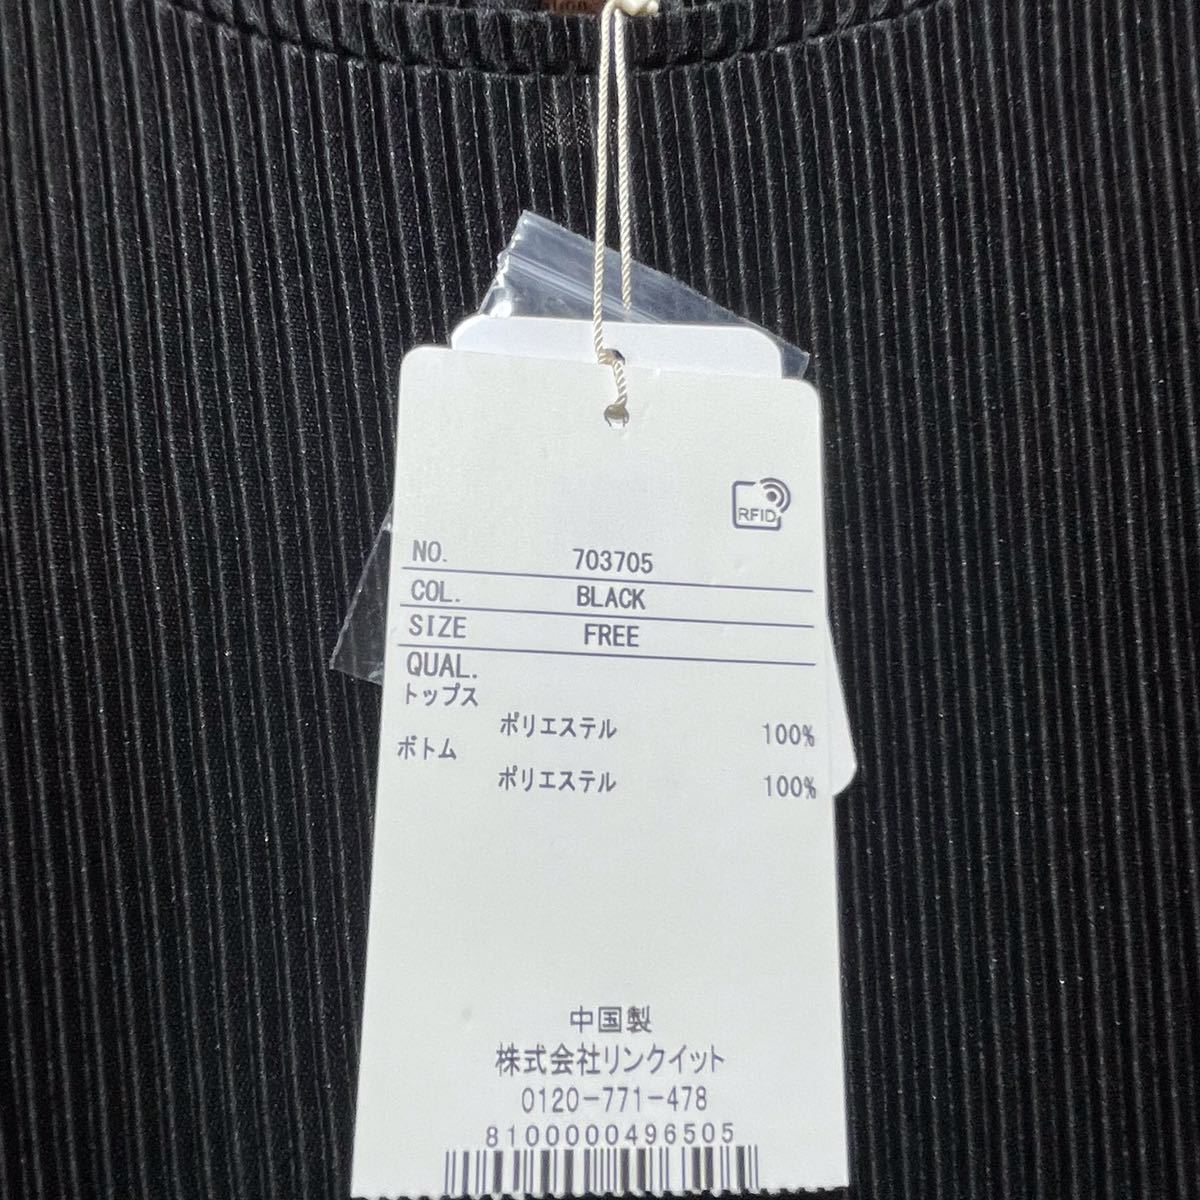 RFID
NO. 703705
COL. BLACK
SIZE FREE
QUAL.
トップス
ポリエステル 100%
ボトム
ポリエステル 100%
中国製
株式会社リンクイット
0120-771-478
8100000496505